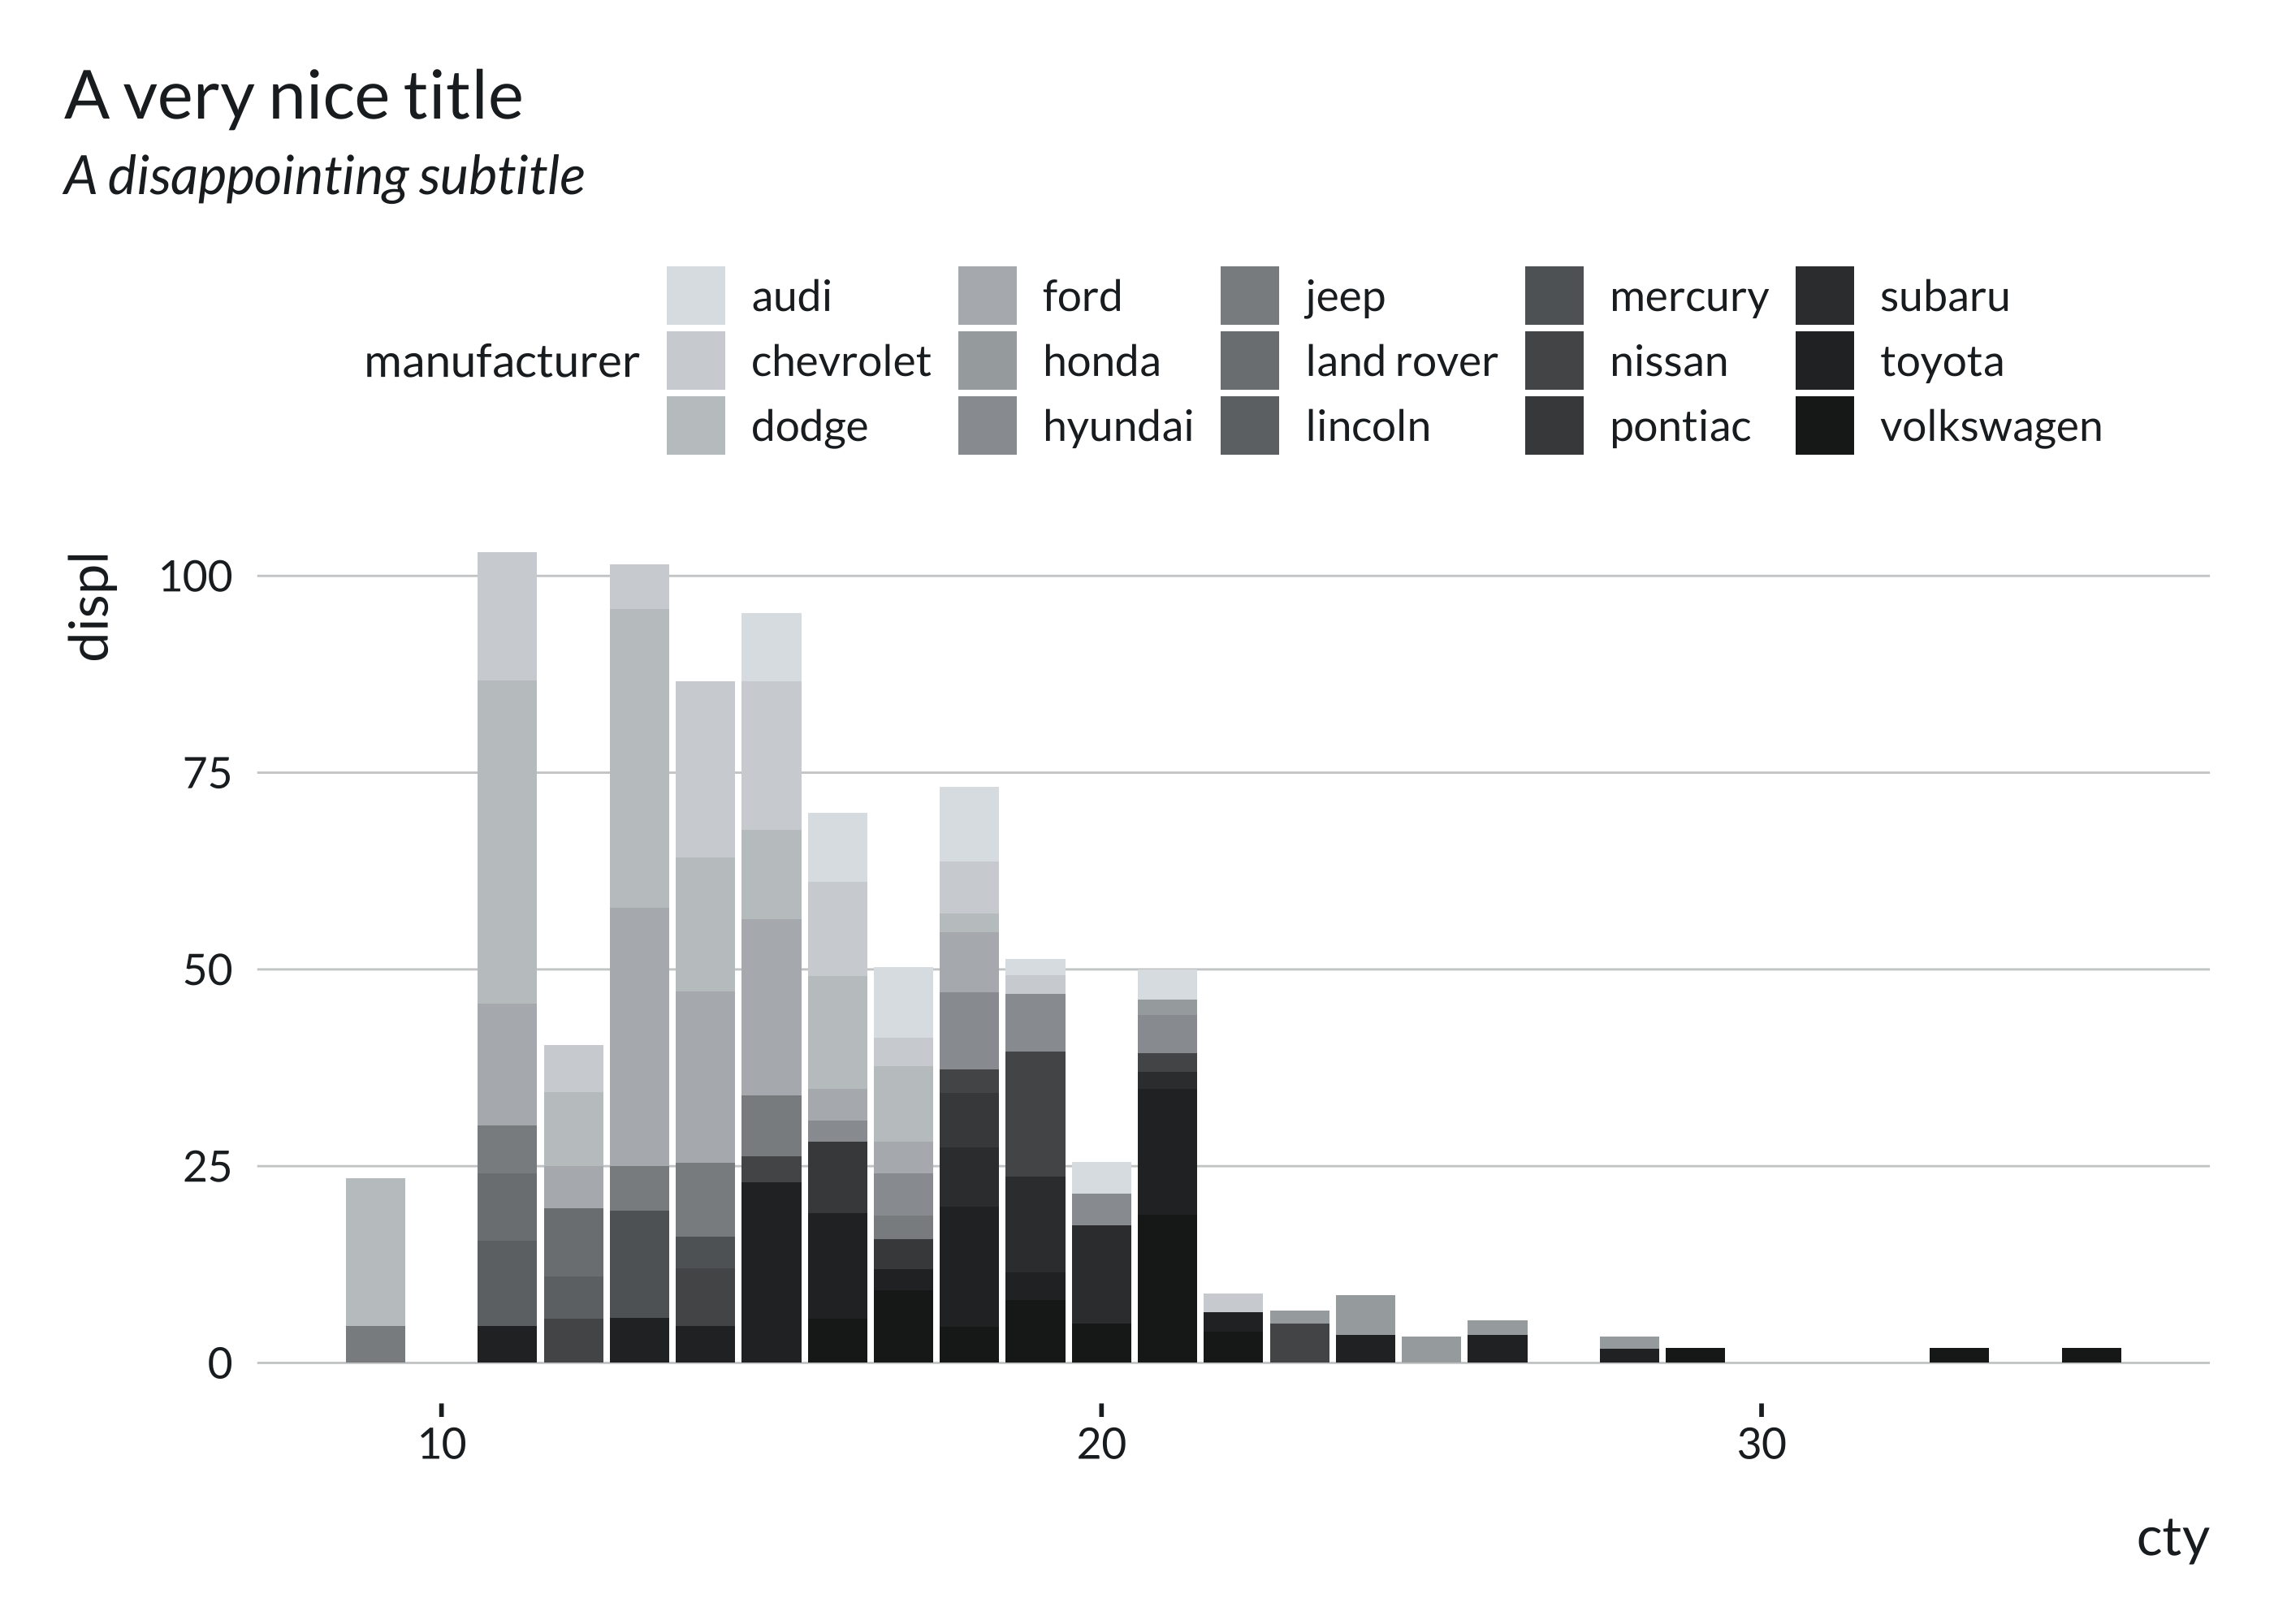 A very nice title
A disappointing subtitle
audi ford jeep mercury subaru
manufacturer chevrolet honda land rover nissan toyota
dodge hyundai lincoln pontiac volkswagen
displ
100
75
50
25
0
10 20 30
cty